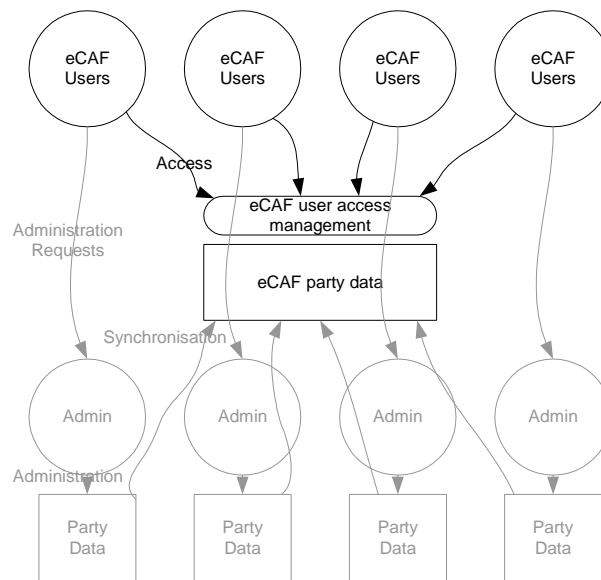 eCAF
Users
eCAF
Users
eCAF
Users
eCAF
Users
Access
eCAF user access
management
Administration
Requests
eCAF party data
Synchronisation
Admin
Admin
Admin
Admin
Administration
Party
Data
Party
Data
Party
Data
Party
Data